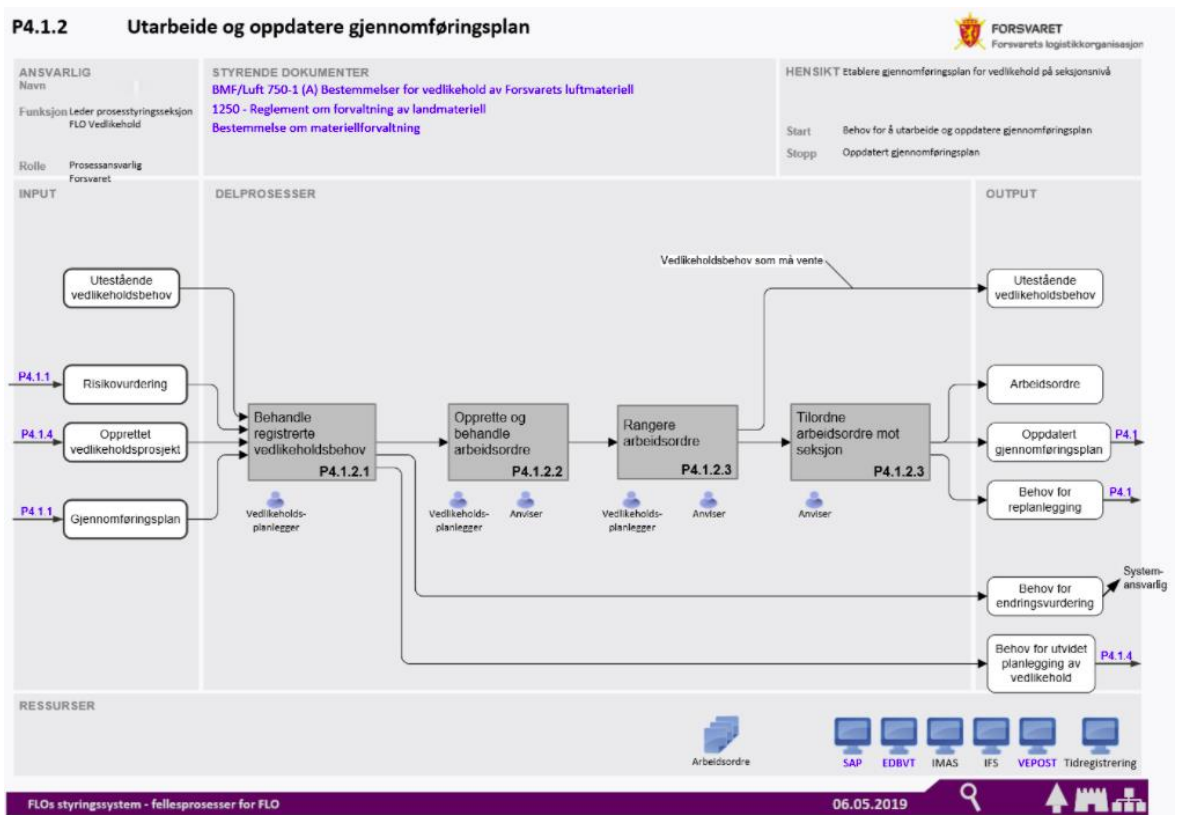 P4.1.2 Utarbeide og oppdatere gjennomføringsplan
FORSVARET
Forsvarets logistikkorganisasjon
ANSVARLIG
Navn
Funksjon Leder prosesstyringsseksjon
FLO Vedlikehold
Rolle Prosessansvarlig
Forsvaret
STYRENDE DOKUMENTER
BMF/Luft 750-1 (A) Bestemmelser for vedlikehold av Forsvarets luftmateriell
1250 - Reglement om forvaltning av landmateriell
Bestemmelse om materiellforvaltning
HENSIKT Etablere gjennomføringsplan for vedlikehold på seksjonsnivå
Start Behov for å utarbeide og oppdatere gjennomføringsplan
Stopp Oppdatert gjennomføringsplan
INPUT
DELPROSESSER
OUTPUT
Utestående
vedlikeholdsbehov
P4.1.1
Risikovurdering
P4.1.4
Opprettet
vedlikeholdsprosjekt
P4.1.1
Gjennomføringsplan
Behandle
registrerte
vedlikeholdsbehov
P4.1.2.1
Vedlikeholds-
planlegger
Opprette og
behandle
arbeidsordre
P4.1.2.2
Vedlikeholds-
planlegger
Anviser
Rangere
arbeidsordre
P4.1.2.3
Vedlikeholds-
planlegger
Anviser
Tilordne
arbeidsordre mot
seksjon
P4.1.2.3
Anviser
Vedlikeholdsbehov som må vente
Utestående
vedlikeholdsbehov
Arbeidsordre
Oppdatert
gjennomføringsplan
P4.1
Behov for
replanlegging
P4.1
Behov for
endringsvurdering
System-
ansvarlig
Behov for utvidet
planlegging av
vedlikehold
P4.1.4
RESSURSER
Arbeidsordre
SAP EDBVT IMAS IFS VEPOST Tidregistrering
FLOs styringssystem - fellesprosesser for FLO
06.05.2019